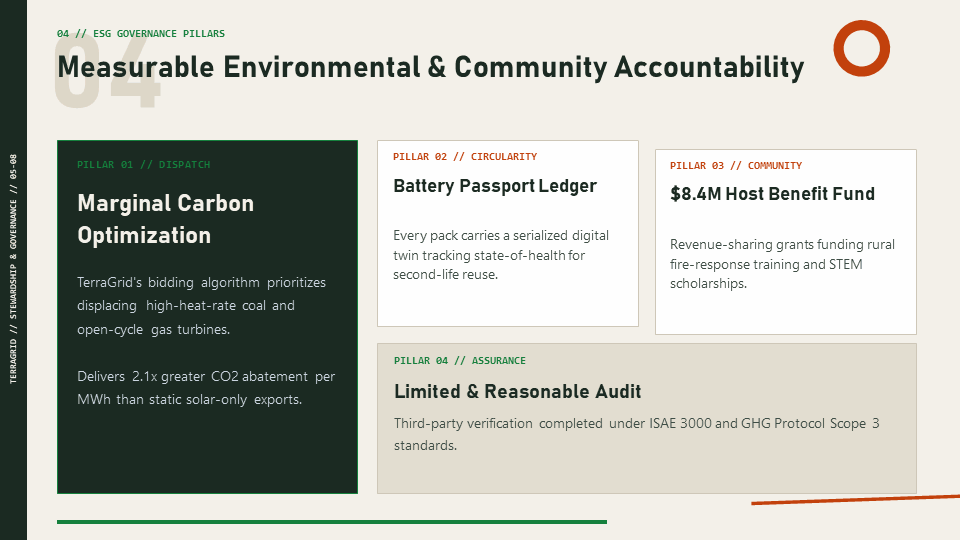 04 // ESG GOVERNANCE PILLARS
04
Measurable Environmental & Community Accountability
TERRAGRID // STEWARDSHIP & GOVERNANCE // 05-08
PILLAR 01 // DISPATCH
Marginal Carbon
Optimization
TerraGrid's bidding algorithm prioritizes
displacing high-heat-rate coal and
open-cycle gas turbines.
Delivers 2.1x greater CO2 abatement per
MWh than static solar-only exports.
PILLAR 02 // CIRCULARITY
Battery Passport Ledger
Every pack carries a serialized digital
twin tracking state-of-health for
second-life reuse.
PILLAR 03 // COMMUNITY
$8.4M Host Benefit Fund
Revenue-sharing grants funding rural
fire-response training and STEM
scholarships.
PILLAR 04 // ASSURANCE
Limited & Reasonable Audit
Third-party verification completed under ISAE 3000 and GHG Protocol Scope 3
standards.